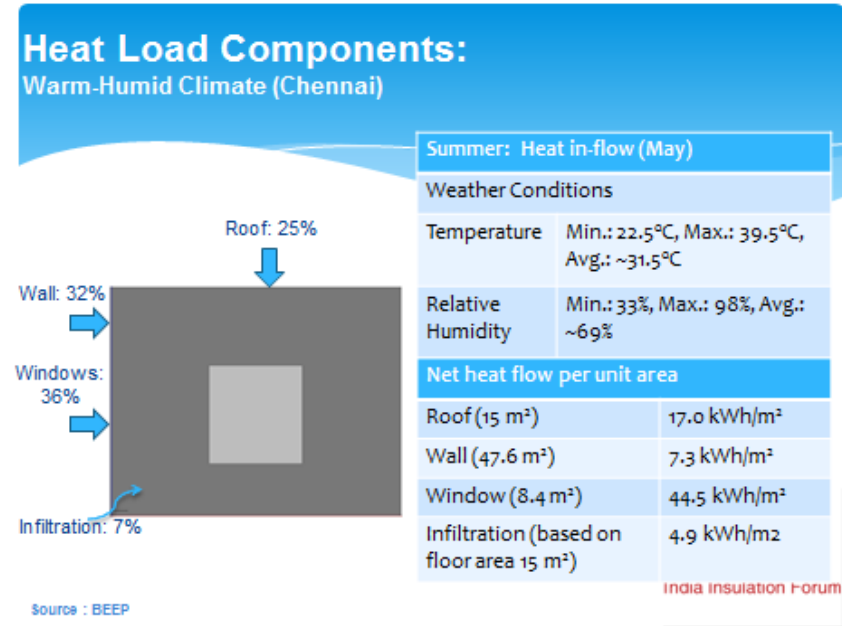 Heat Load Components:
Warm-Humid Climate (Chennai)
Roof: 25%
Wall: 32%
Windows:
36%
Infiltration: 7%
Summer: Heat in-flow (May)
Weather Conditions
Temperature
Min.: 22.5°C, Max.: 39.5°C,
Avg.: ~31.5°C
Relative
Humidity
Min.: 33%, Max.: 98%, Avg.:
~69%
Net heat flow per unit area
Roof (15 m²)
17.0 kWh/m²
Wall (47.6 m²)
7.3 kWh/m²
Window (8.4 m²)
44.5 kWh/m²
Infiltration (based on
floor area 15 m²)
4.9 kWh/m2
India Insulation Forum
Source : BEEP